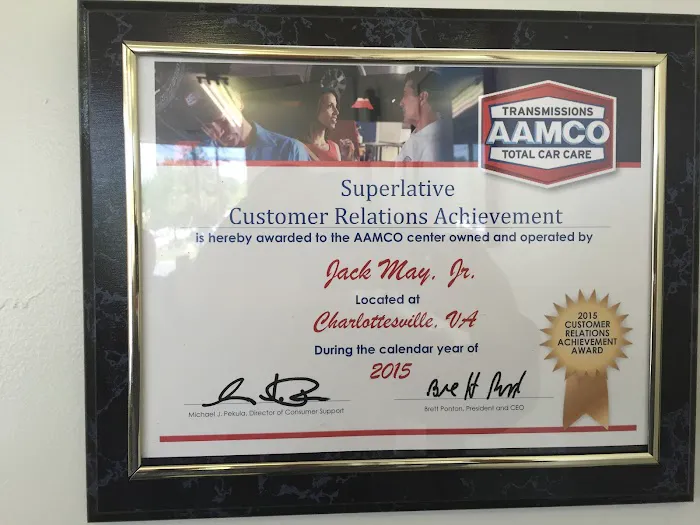 TRANSMISSIONS
AAMCO
TOTAL CAR CARE
Superlative
Customer Relations Achievement
is hereby awarded to the AAMCO center owned and operated by
Jack May, Jr.
Located at
Charlottesville, VA
During the calendar year of
2015
2015
CUSTOMER
RELATIONS
ACHIEVEMENT
AWARD
Michael J. Pekula, Director of Consumer Support
Brett Ponton, President and CEO